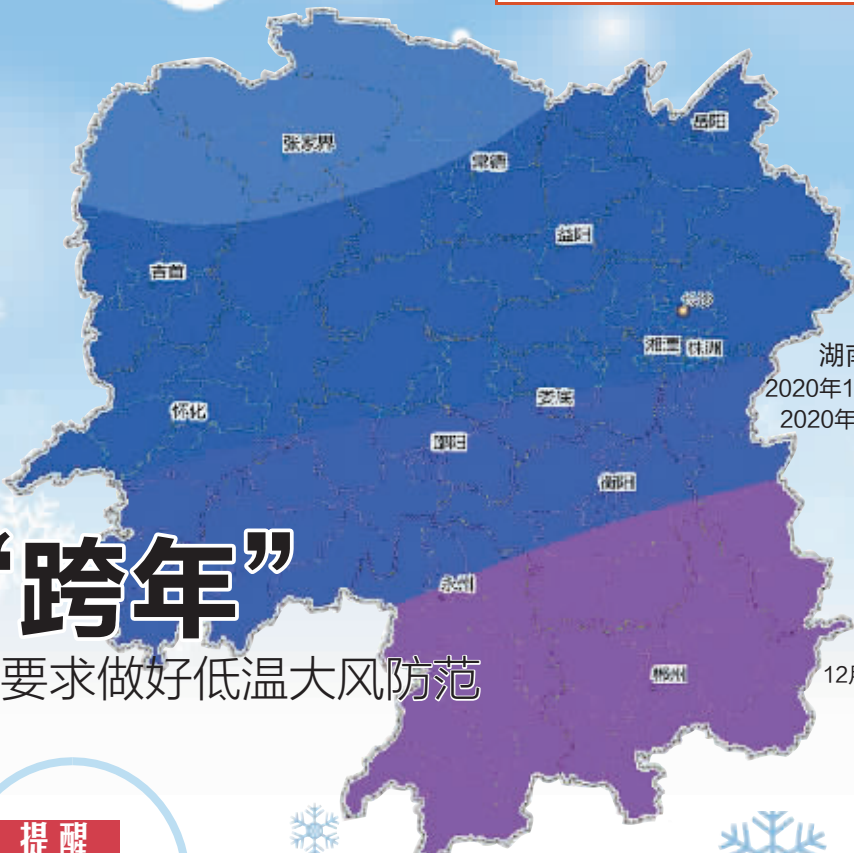 张家界
岳阳
常德
益阳
吉首
长沙
湘潭 株洲
湖南
2020年1
2020年
娄底
怀化
邵阳
衡阳
“跨年”
永州
要求做好低温大风防范
郴州
12月
提醒